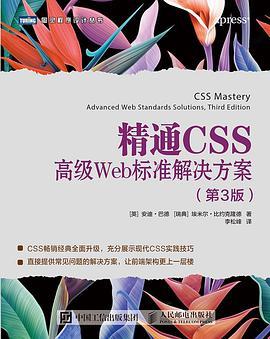 TURING 图灵程序设计丛书
Apress®
CSS Mastery
Advanced Web Standards Solutions, Third Edition
精通CSS
高级Web标准解决方案
（第3版）
[英] 安迪·巴德 [瑞典] 埃米尔·比约克隆德 著
李松峰 译
CSS畅销经典全面升级，充分展示现代CSS实践技巧
直接提供常见问题的解决方案，让前端架构更上一层楼
中国工信出版集团
人民邮电出版社